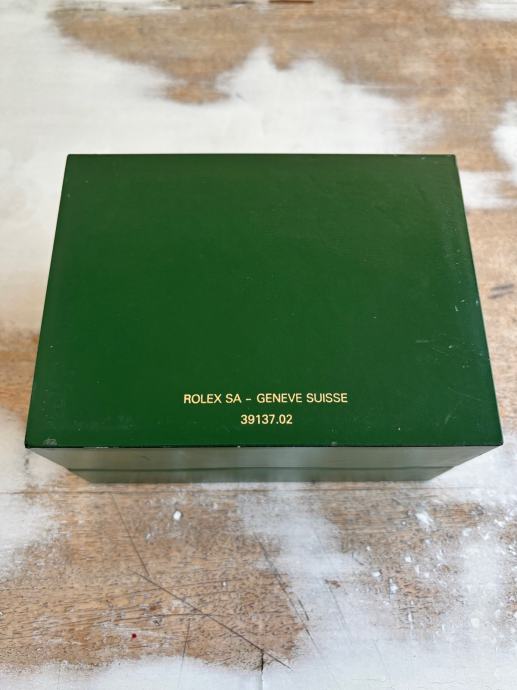 ROLEX SA - GENEVE SUISSE
39137.02